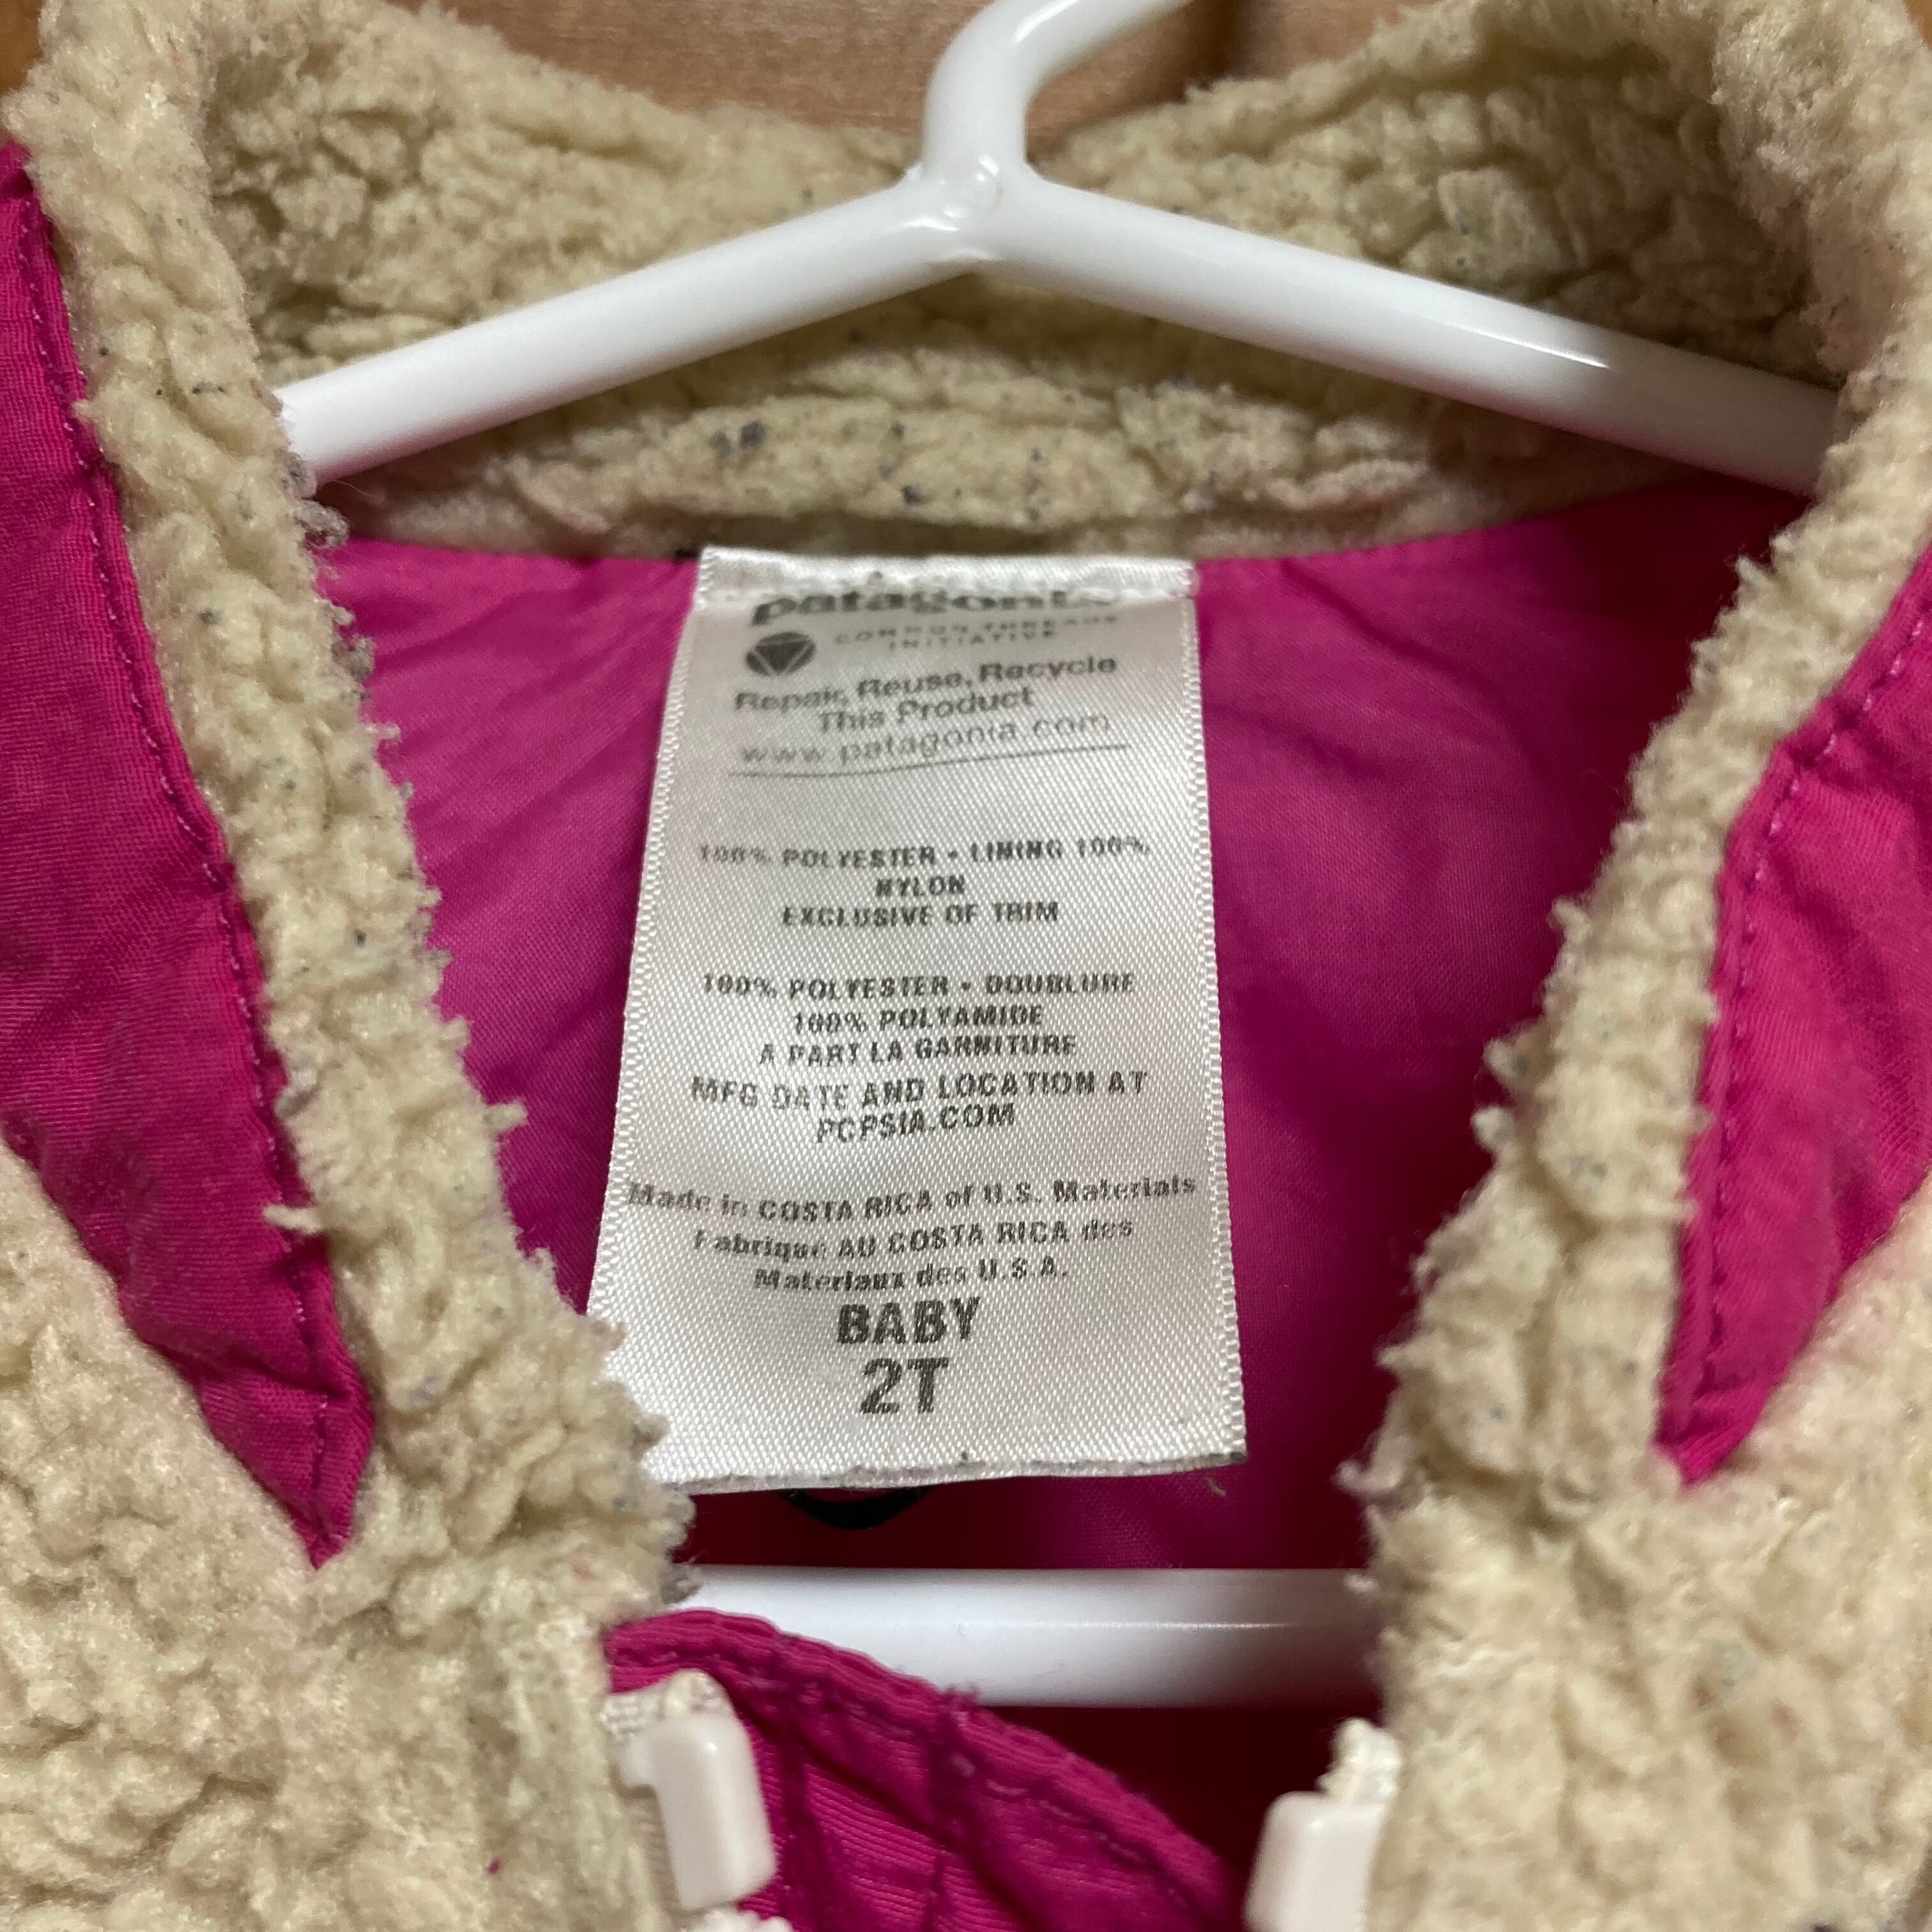 patagonia
COMMON THREADS
INITIATIVE
Repair, Reuse, Recycle
This Product
www.patagonia.com
100% POLYESTER • LINING 100%
NYLON
EXCLUSIVE OF TRIM
100% POLYESTER • DOUBLURE
100% POLYAMIDE
A PART LA GARNITURE
MFG DATE AND LOCATION AT
PCPSIA.COM
Made in COSTA RICA of U.S. Materials
Fabrique AU COSTA RICA des
Materiaux des U.S.A.
BABY
2T